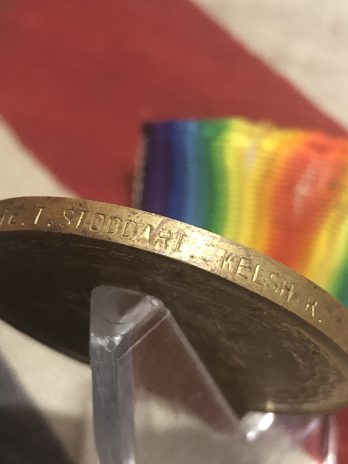 T. STODDART. WELSH R.